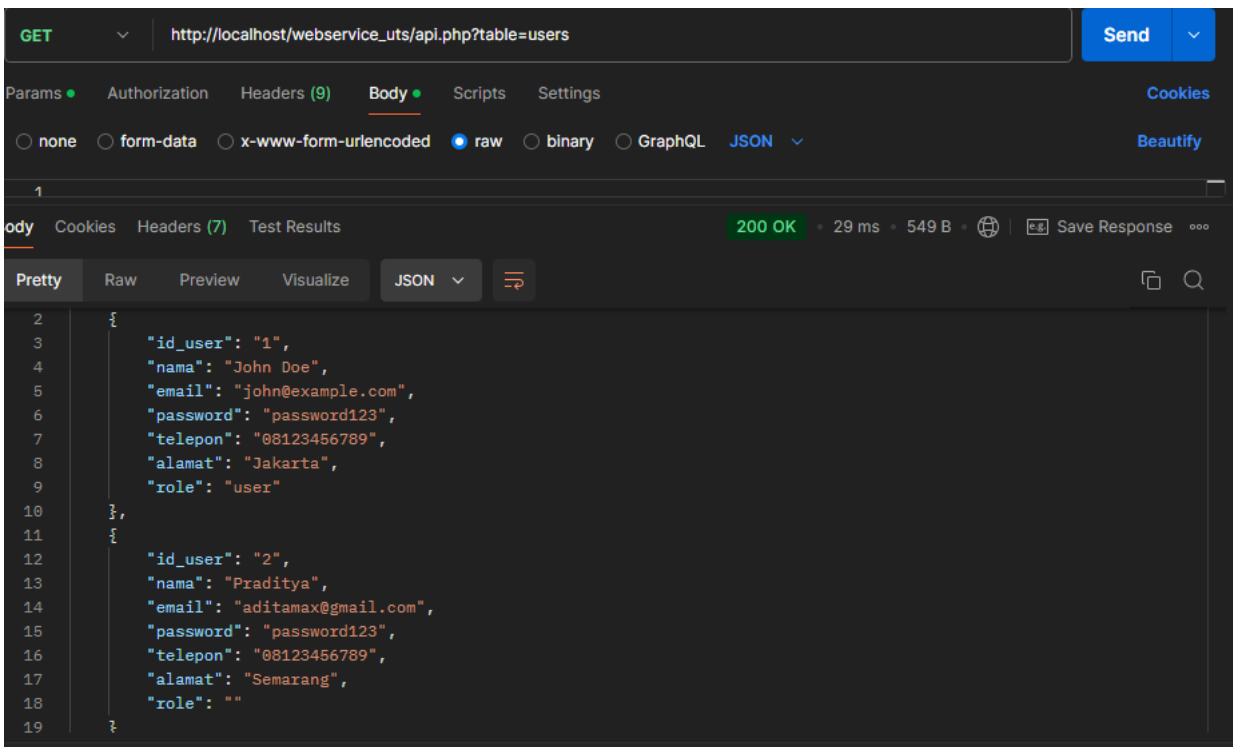 GET http://localhost/webservice_uts/api.php?table=users Send
Params Authorization Headers (9) Body Scripts Settings Cookies
none form-data x-www-form-urlencoded raw binary GraphQL JSON Beautify
1
ody Cookies Headers (7) Test Results 200 OK 29 ms 549 B e.g. Save Response
Pretty Raw Preview Visualize JSON
2 {
3 "id_user": "1",
4 "nama": "John Doe",
5 "email": "john@example.com",
6 "password": "password123",
7 "telepon": "08123456789",
8 "alamat": "Jakarta",
9 "role": "user"
10 },
11 {
12 "id_user": "2",
13 "nama": "Praditya",
14 "email": "aditamax@gmail.com",
15 "password": "password123",
16 "telepon": "08123456789",
17 "alamat": "Semarang",
18 "role": ""
19 }